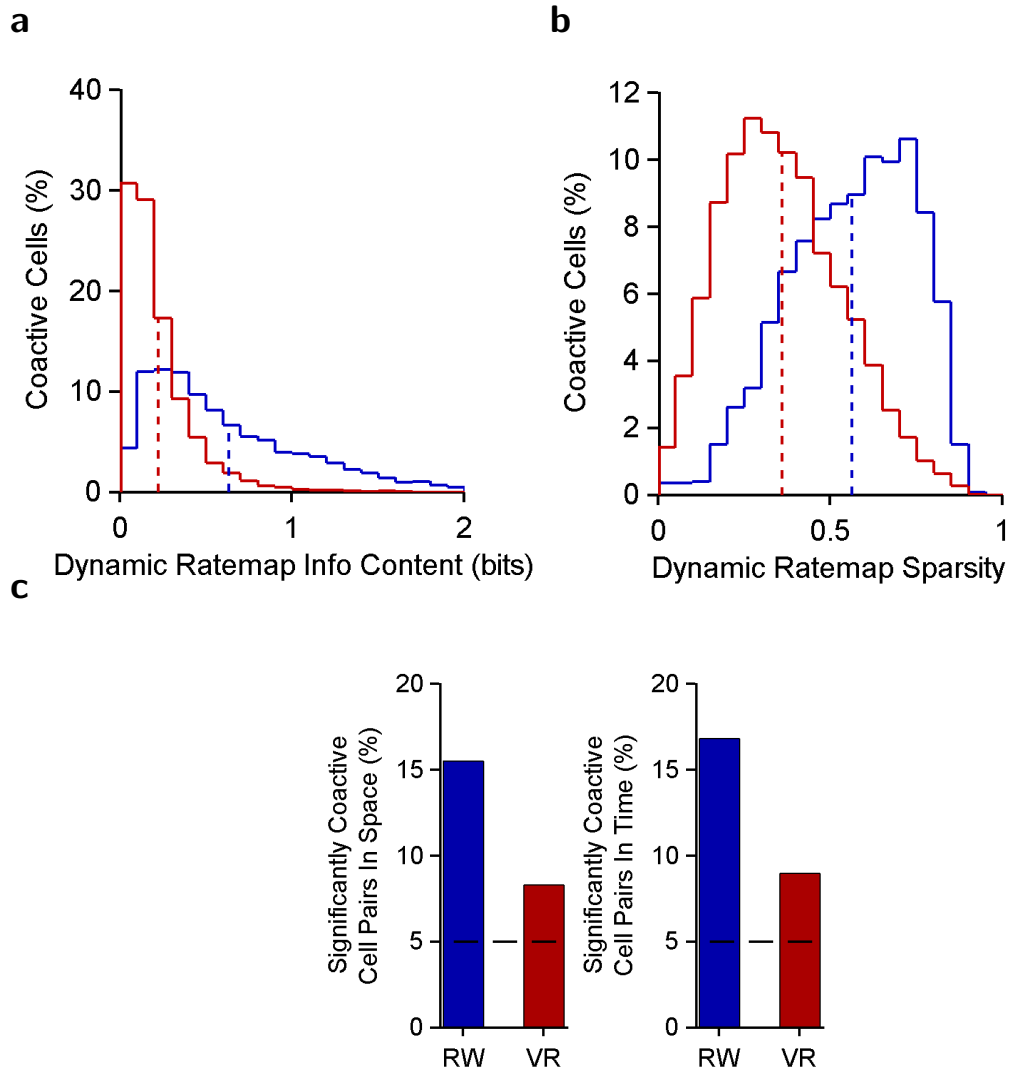 a
b
40
30
20
10
0
Coactive Cells (%)
0
1
2
Dynamic Ratemap Info Content (bits)
12
10
8
6
4
2
0
Coactive Cells (%)
0
0.5
1
Dynamic Ratemap Sparsity
c
20
15
10
5
0
Significantly Coactive
Cell Pairs In Space (%)
RW
VR
20
15
10
5
0
Significantly Coactive
Cell Pairs In Time (%)
RW
VR